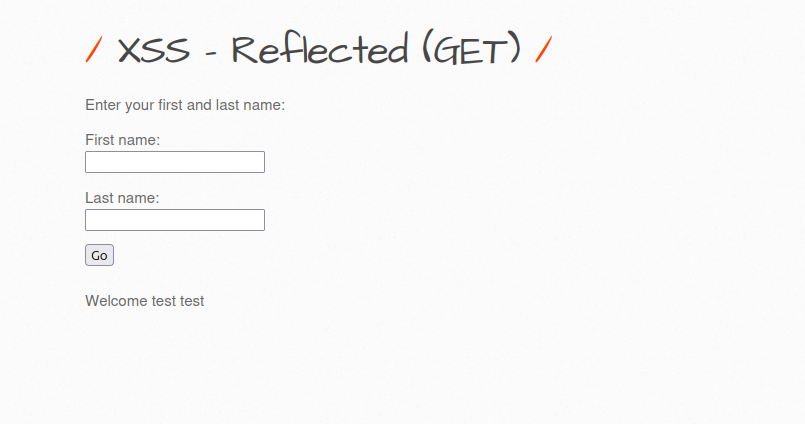 / XSS - Reflected (GET) /
Enter your first and last name:
First name:
Last name:
Go
Welcome test test